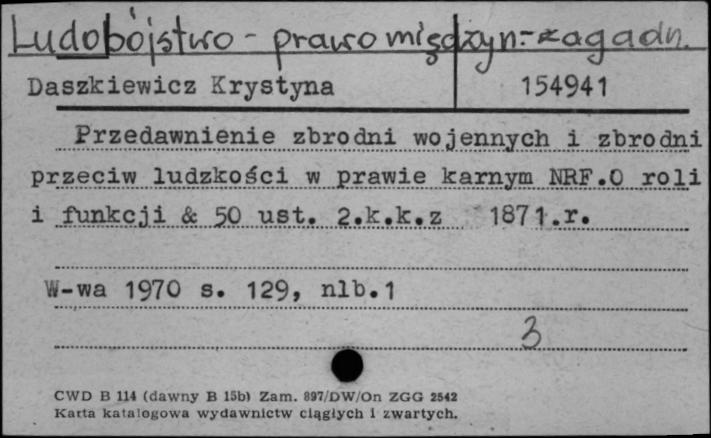 Ludobójstwo - prawo międzyn.-zagadn.
Daszkiewicz Krystyna 154941
Przedawnienie zbrodni wojennych i zbrodni
przeciw ludzkości w prawie karnym NRF.O roli
i funkcji & 50 ust. 2.k.k.z 1871.r.
W-wa 1970 s. 129, nlb.1
3
CWD B 114 (dawny B 15b) Zam. 897/DW/On ZGG 2542
Karta katalogowa wydawnictw ciągłych i zwartych.